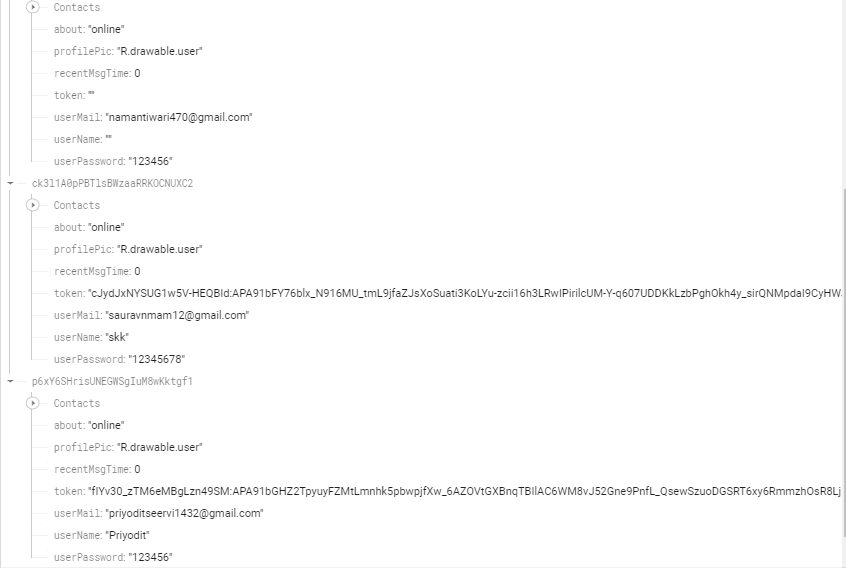 Contacts
about: "online"
profilePic: "R.drawable.user"
recentMsgTime: 0
token: ""
userMail: "namantiwari470@gmail.com"
userName: ""
userPassword: "123456"
ck3l1A0pPBTlsBWzaaRRKOCNUXC2
Contacts
about: "online"
profilePic: "R.drawable.user"
recentMsgTime: 0
token: "cJydJxNYSUG1w5V-HEQBId:APA91bFY76blx_N916MU_tmL9jfaZJsXoSuati3KoLYu-zcii16h3LRwIPirilcUM-Y-q607UDDKkLzbPghOkh4y_sirQNMpdaI9CyHW
userMail: "sauravnmam12@gmail.com"
userName: "skk"
userPassword: "12345678"
p6xY6SHrisUNEGWSgIuM8wKktgf1
Contacts
about: "online"
profilePic: "R.drawable.user"
recentMsgTime: 0
token: "fIYv30_zTM6eMBgLzn49SM:APA91bGHZ2TpyuyFZMtLmnhk5pbwpjfXw_6AZOVtGXBnqTBIlAC6WM8vJ52Gne9PnfL_QsewSzuoDGSRT6xy6RmmzhOsR8Lj
userMail: "priyoditseervi1432@gmail.com"
userName: "Priyodit"
userPassword: "123456"